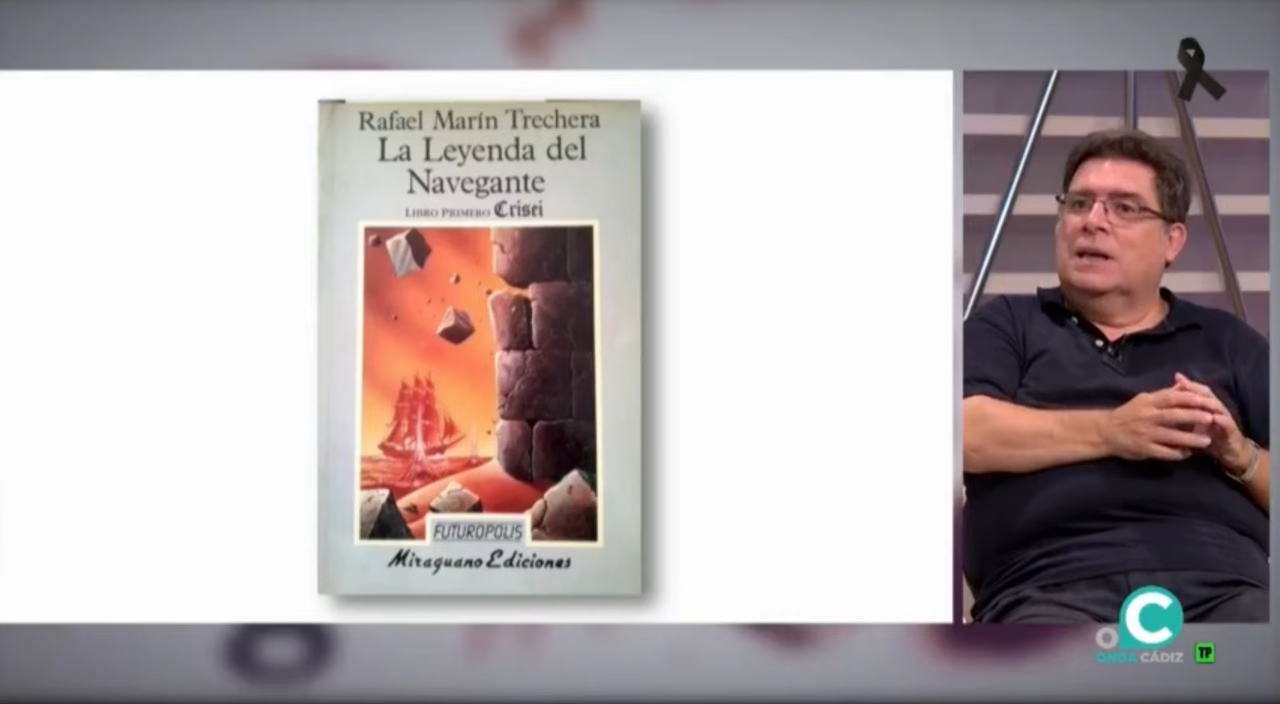 Rafael Marín Trechera
La Leyenda del
Navegante
LIBRO PRIMERO Crisei
FUTUROPOLIS
Miraguano Ediciones
C
ONDA CÁDIZ
TP